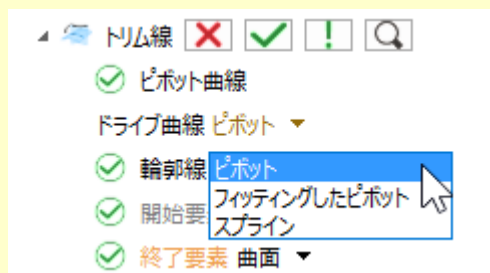 トリム線
ピボット曲線
ドライブ曲線 ピボット
輪郭線 ピボット
フィッティングしたピボット
開始要
スプライン
終了要素 曲面